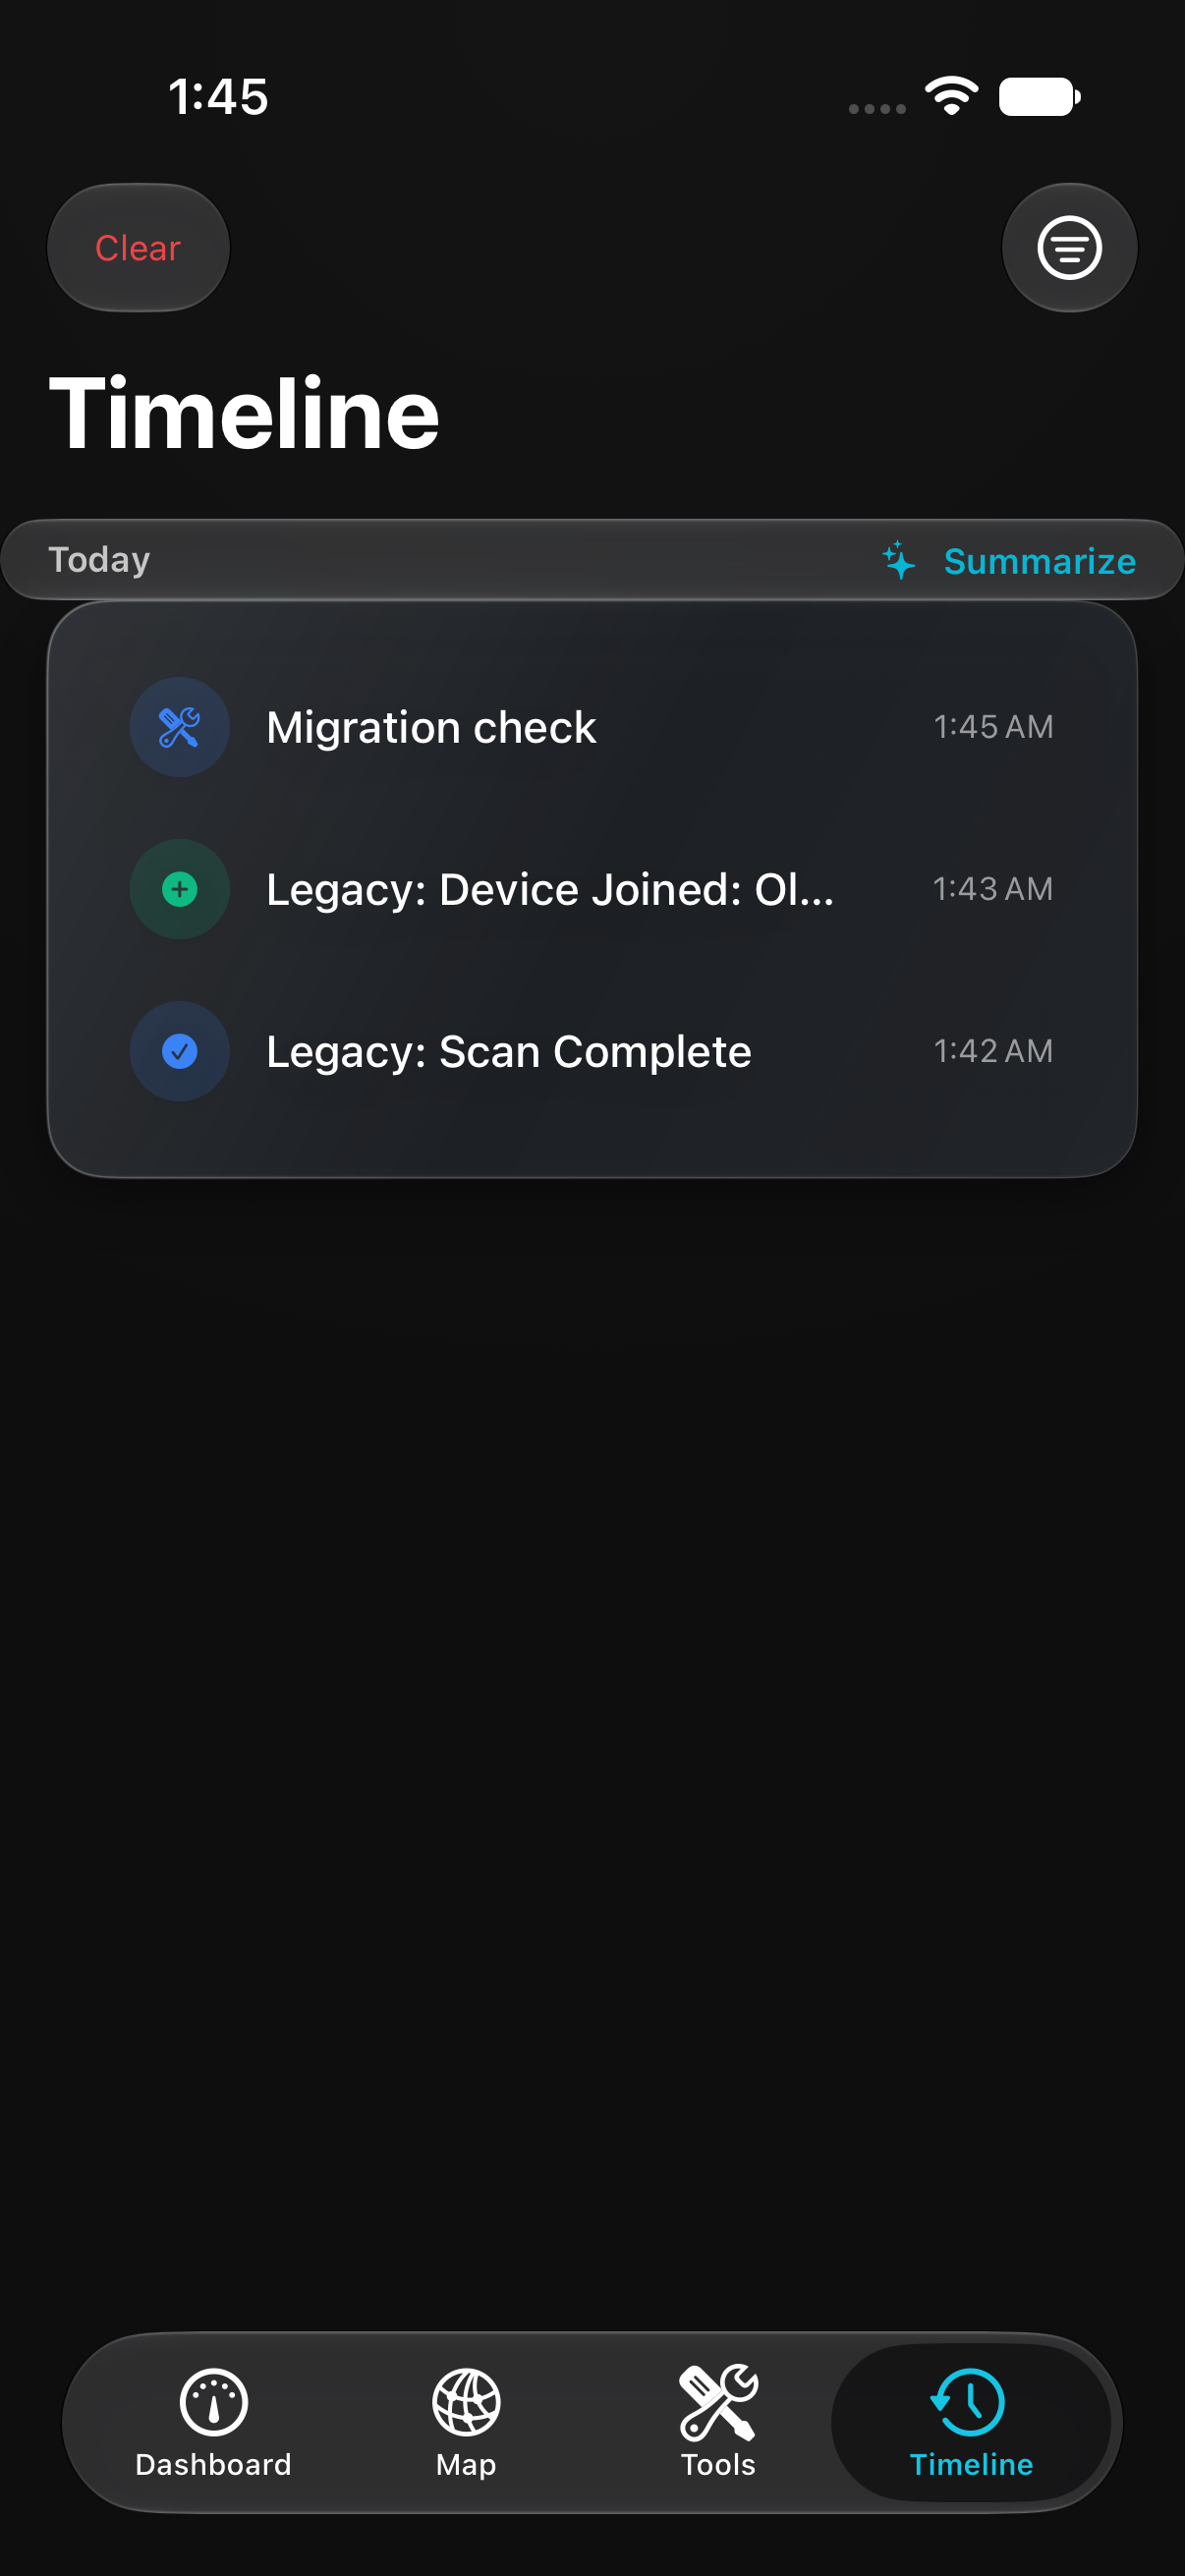 1:45
Clear
Timeline
Today
Summarize
Migration check
1:45 AM
Legacy: Device Joined: Ol...
1:43 AM
Legacy: Scan Complete
1:42 AM
Dashboard
Map
Tools
Timeline